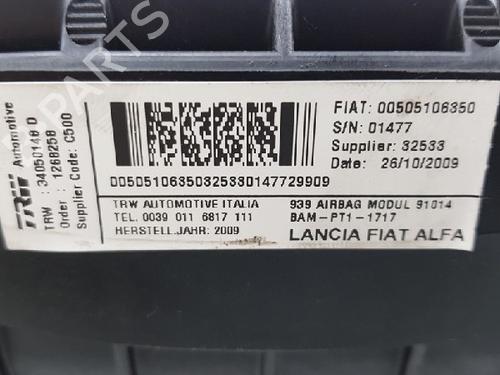 TRW Automotive
TRW : 34050148 D
Order : 1268258
Supplier Code: C500
FIAT: 00505106350
S/N: 01477
Supplier: 32533
Date: 26/10/2009
00505106350325330147729909
TRW AUTOMOTIVE ITALIA
TEL. 0039 011 6817 111
HERSTELL.JAHR: 2009
939 AIRBAG MODUL 91014
BAM-PT1-1717
LANCIA FIAT ALFA